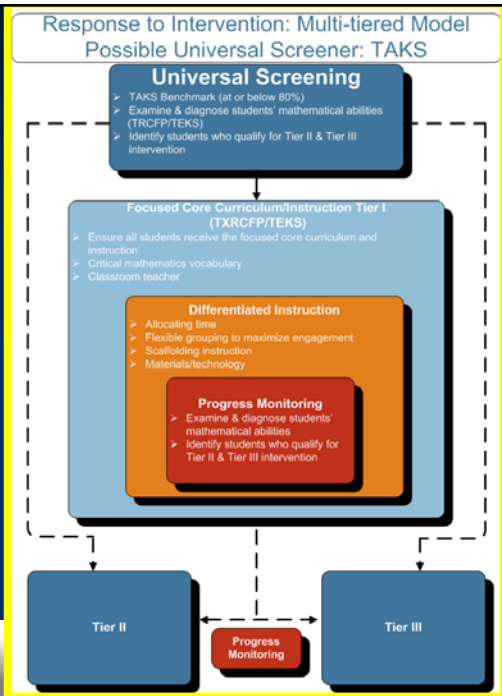 Response to Intervention: Multi-tiered Model
Possible Universal Screener: TAKS
Universal Screening
➢ TAKS Benchmark (at or below 80%)
➢ Examine & diagnose students' mathematical abilities
(TRCFP/TEKS)
➢ Identify students who qualify for Tier II & Tier III
intervention
Focused Core Curriculum/Instruction Tier I
(TXRCFP/TEKS)
➢ Ensure all students receive the focused core curriculum and
instruction
➢ Critical mathematics vocabulary
➢ Classroom teacher
Differentiated Instruction
➢ Allocating time
➢ Flexible grouping to maximize engagement
➢ Scaffolding instruction
➢ Materials/technology
Progress Monitoring
➢ Examine & diagnose students'
mathematical abilities
➢ Identify students who qualify for
Tier II & Tier III intervention
Tier II
Tier III
Progress
Monitoring